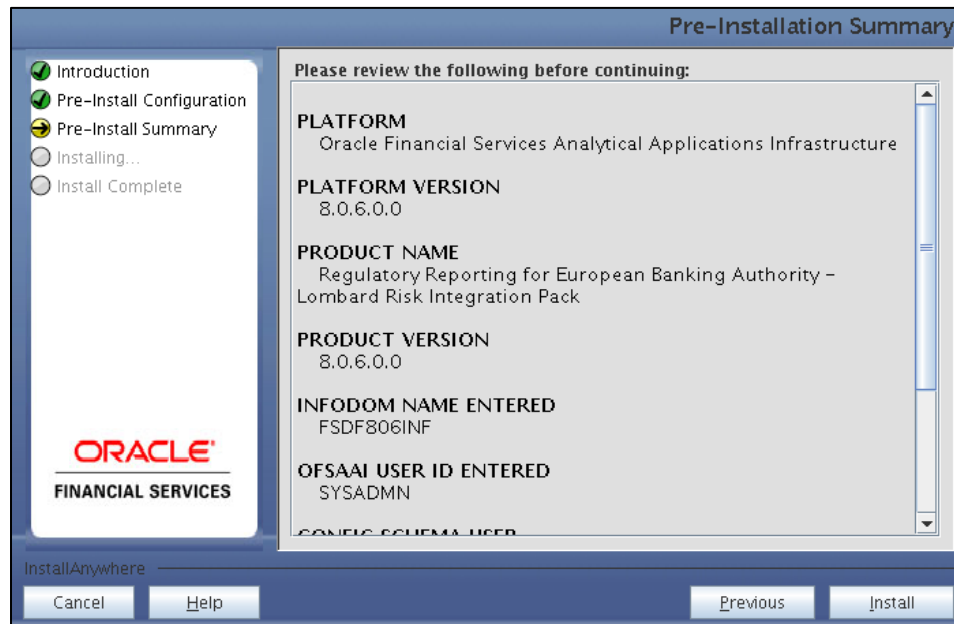 Pre-Installation Summary
Introduction
Pre-Install Configuration
Pre-Install Summary
Installing...
Install Complete
ORACLE
FINANCIAL SERVICES
Please review the following before continuing:
PLATFORM
Oracle Financial Services Analytical Applications Infrastructure
PLATFORM VERSION
8.0.6.0.0
PRODUCT NAME
Regulatory Reporting for European Banking Authority –
Lombard Risk Integration Pack
PRODUCT VERSION
8.0.6.0.0
INFODOM NAME ENTERED
FSDF806INF
OFSAAI USER ID ENTERED
SYSADMN
CONFIG SCHEMA USER
InstallAnywhere
Cancel
Help
Previous
Install